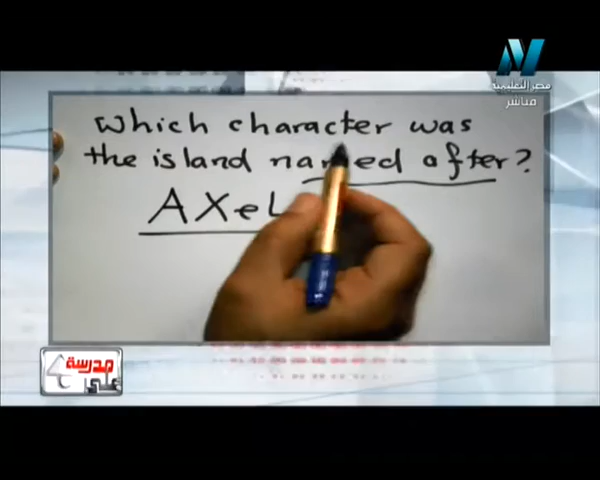 مصر التعليمية
مباشر
Which character was
the island named after?
AXeL
مدرسة
على